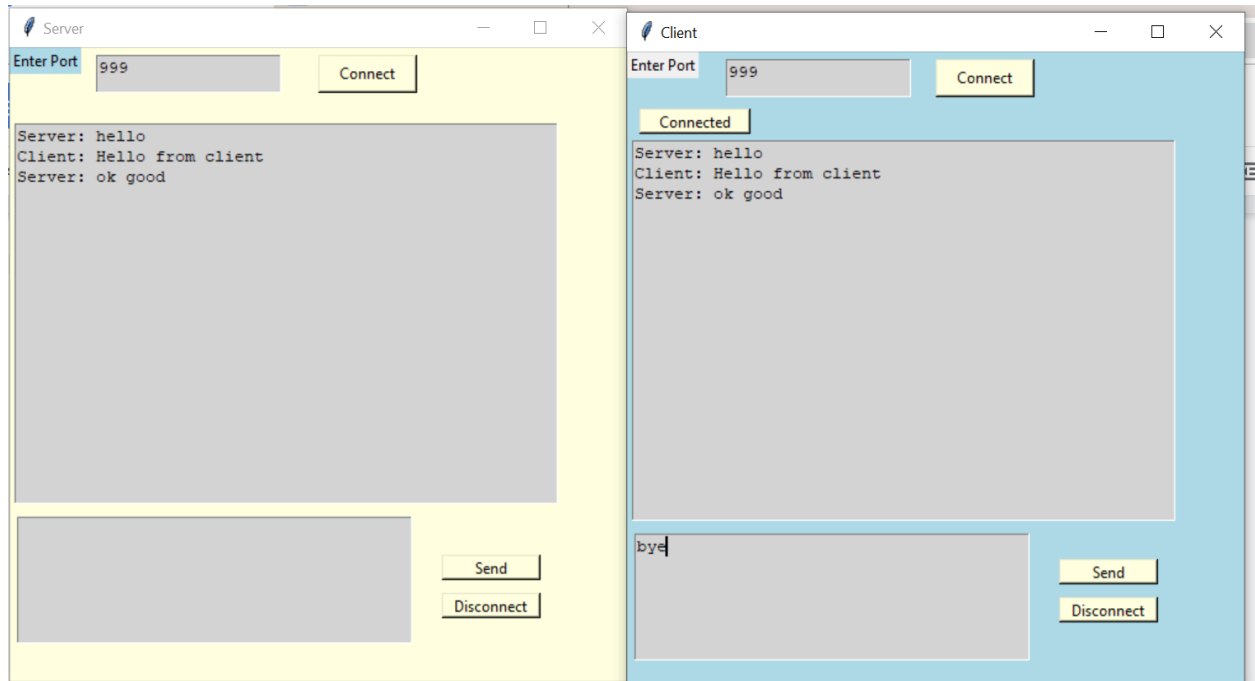 Server
Enter Port
999
Connect
Server: hello
Client: Hello from client
Server: ok good
Send
Disconnect
Client
Enter Port
999
Connect
Connected
Server: hello
Client: Hello from client
Server: ok good
bye
Send
Disconnect